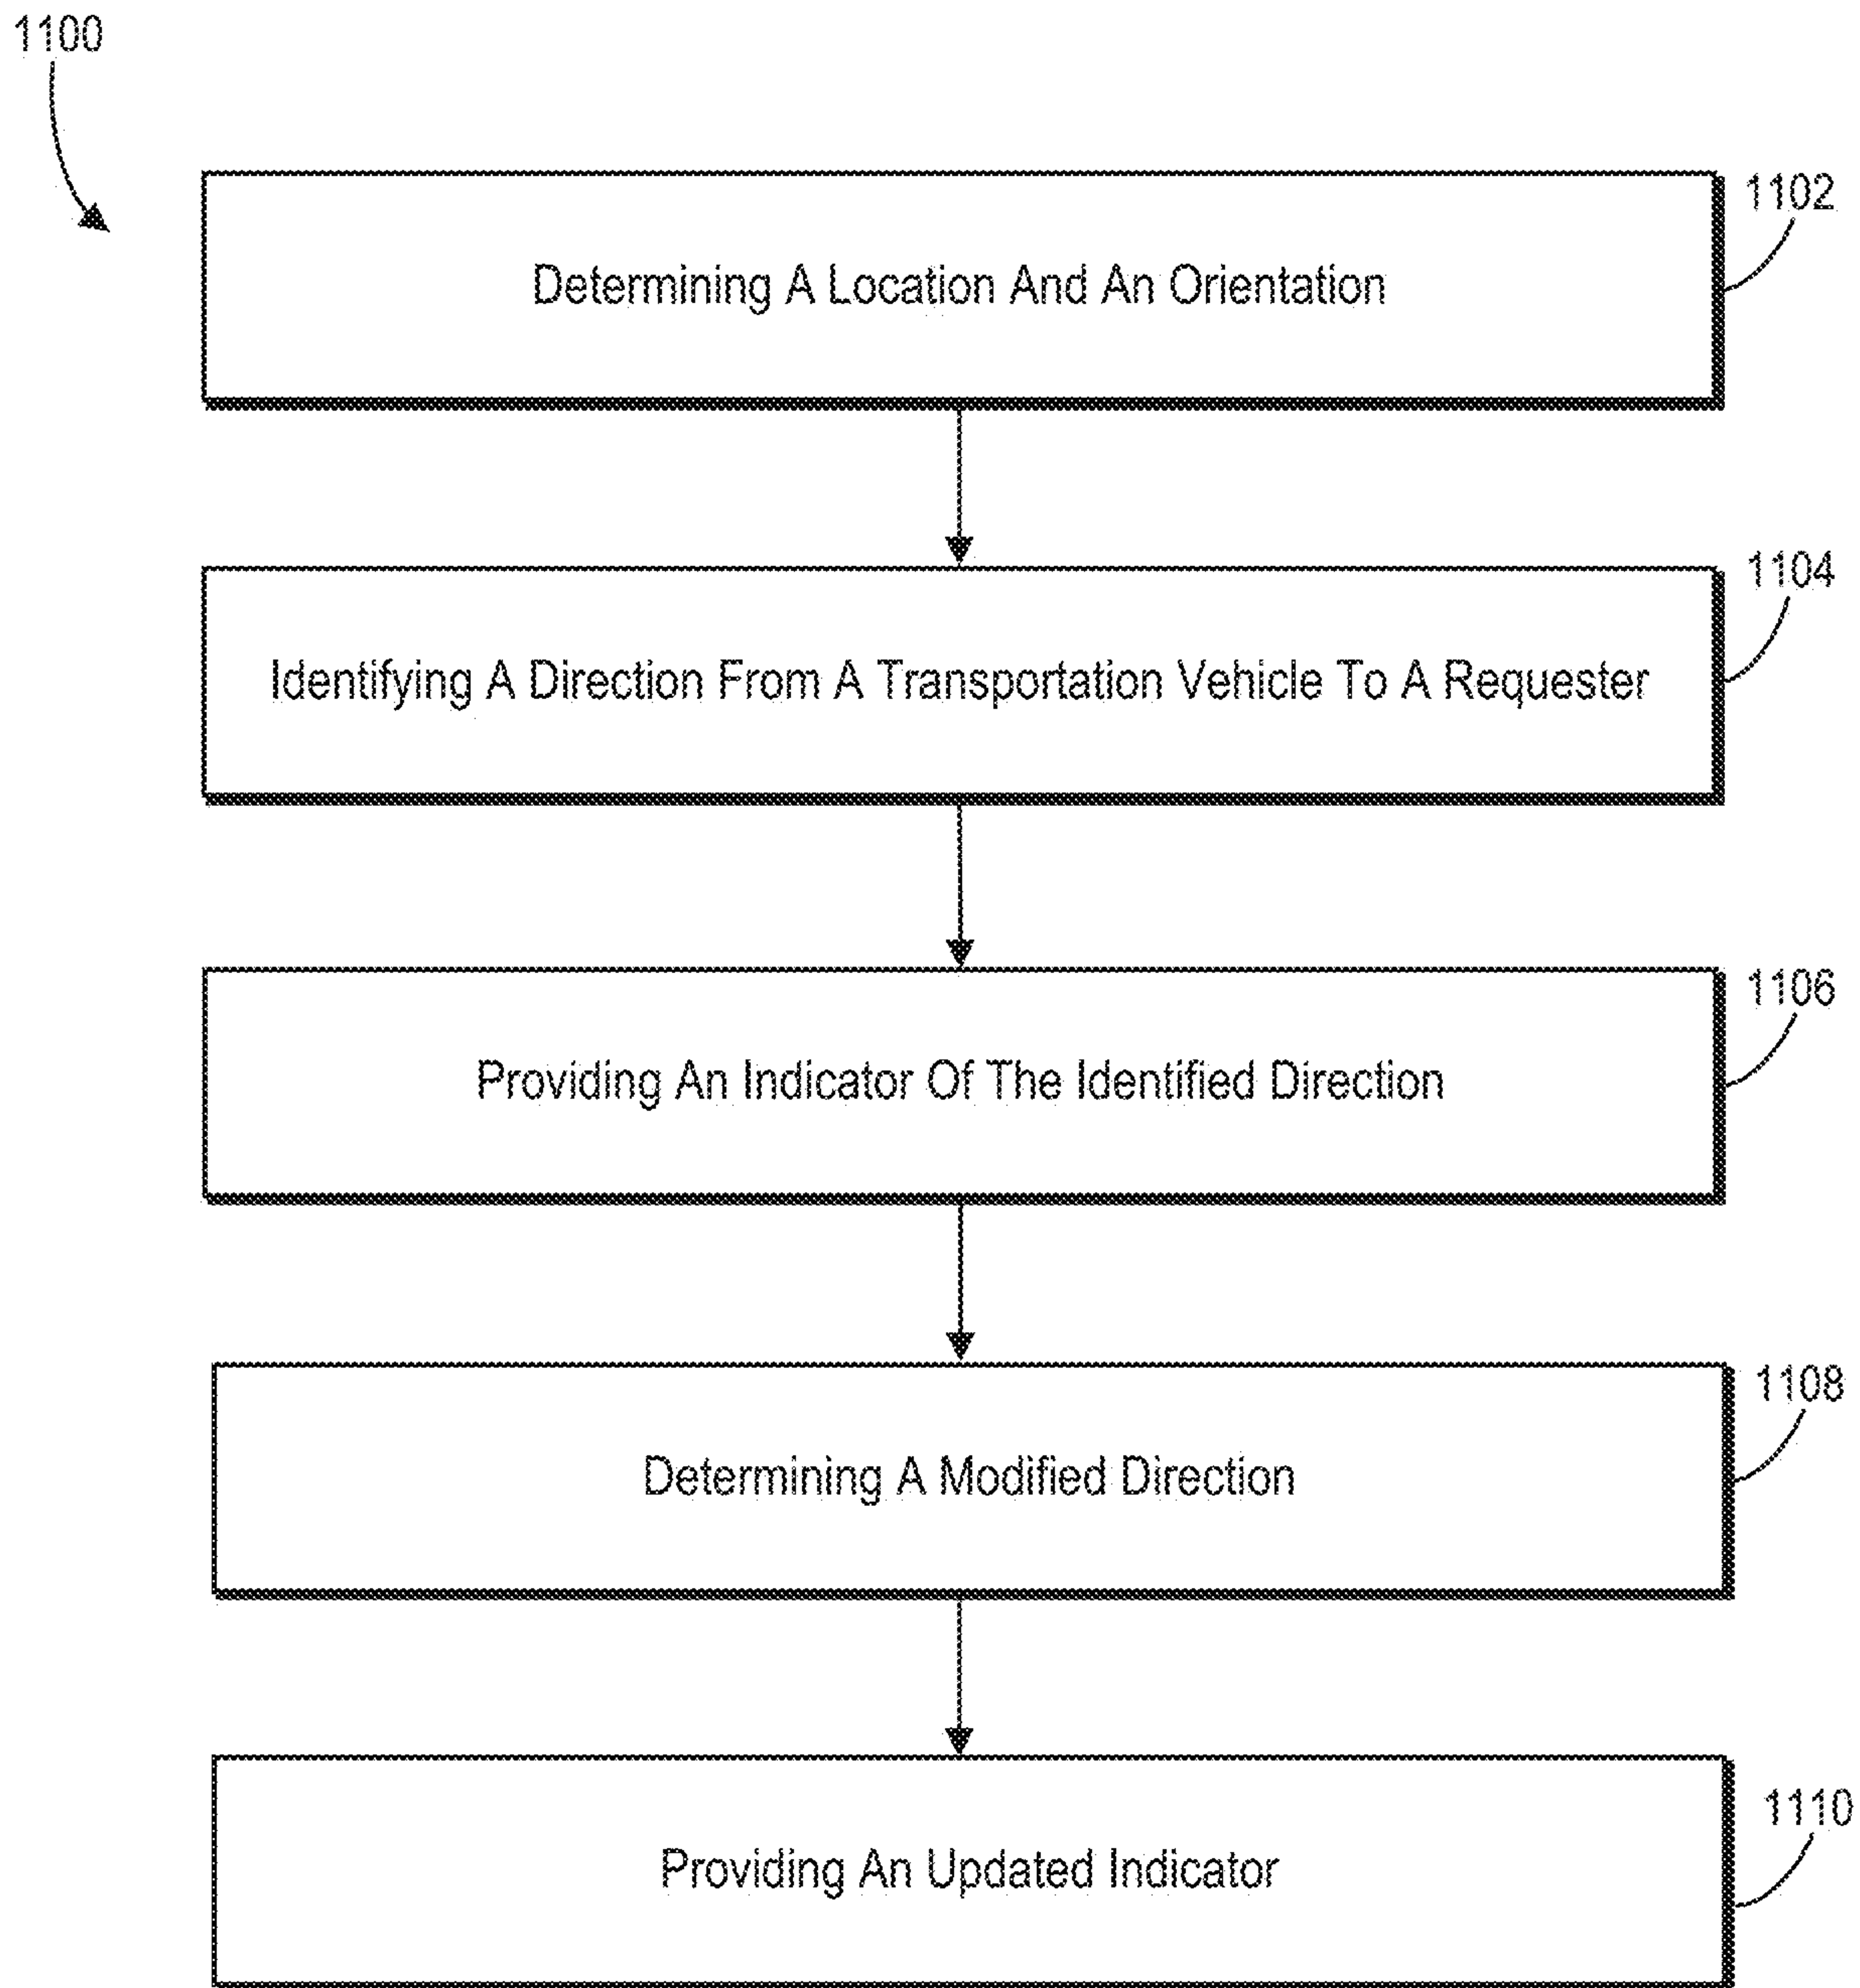 1100
1102
Determining A Location And An Orientation
1104
Identifying A Direction From A Transportation Vehicle To A Requester
1106
Providing An Indicator Of The Identified Direction
1108
Determining A Modified Direction
1110
Providing An Updated Indicator